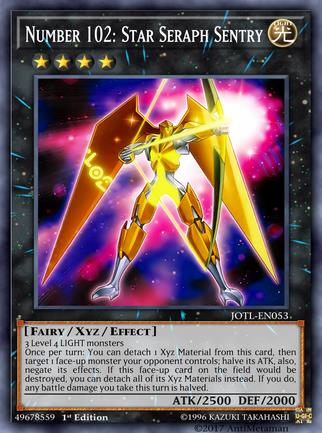 NUMBER 102: STAR SERAPH SENTRY
LIGHT
光
102
JOTL-EN053
[FAIRY / XYZ / EFFECT]
3 Level 4 LIGHT monsters
Once per turn: You can detach 1 Xyz Material from this card, then
target 1 face-up monster your opponent controls; halve its ATK, also,
negate its effects. If this face-up card on the field would
be destroyed, you can detach all of its Xyz Materials instead. If you do,
any battle damage you take this turn is halved.
ATK/2500 DEF/2000
49678559 1st Edition ©1996 KAZUKI TAKAHASHI
©2017 AntiMetaman